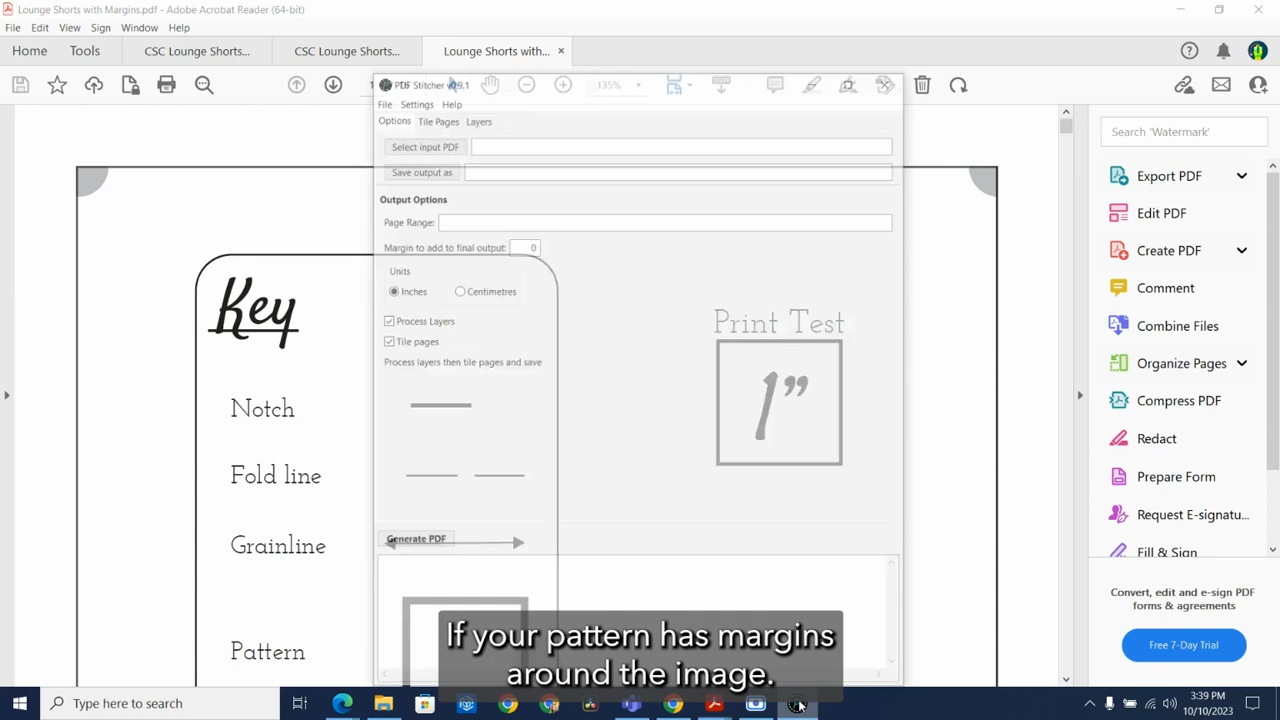 Lounge Shorts with Margins.pdf - Adobe Acrobat Reader (64-bit)
File Edit View Sign Window Help
Home Tools CSC Lounge Shorts... CSC Lounge Shorts... Lounge Shorts with...
135%
PDF Stitcher v0.9.1
File Settings Help
Options Tile Pages Layers
Select input PDF
Save output as
Output Options
Page Range:
Margin to add to final output: 0
Units
Inches Centimetres
Process Layers
Tile pages
Process layers then tile pages and save
Generate PDF
Key
Notch
Fold line
Grainline
Pattern
Print Test
1”
Search 'Watermark'
Export PDF
Edit PDF
Create PDF
Comment
Combine Files
Organize Pages
Compress PDF
Redact
Prepare Form
Request E-signatu...
Fill & Sign
Convert, edit and e-sign PDF
forms & agreements
Free 7-Day Trial
If your pattern has margins
around the image.
Type here to search
3:39 PM
10/10/2023